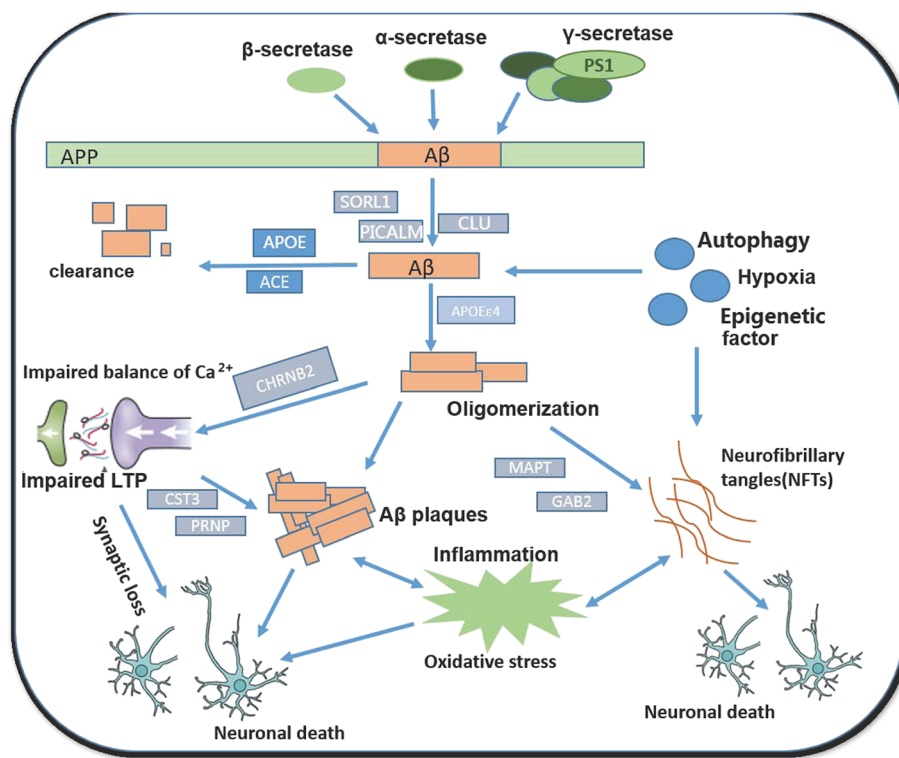 β-secretase
α-secretase
γ-secretase
PS1
APP
Aβ
SORL1
PICALM
CLU
APOE
ACE
clearance
Aβ
Autophagy
Hypoxia
Epigenetic
factor
APOEε4
Impaired balance of Ca²⁺
CHRNB2
Oligomerization
Impaired LTP
MAPT
GAB2
Neurofibrillary
tangles(NFTs)
CST3
PRNP
Aβ plaques
Synaptic loss
Inflammation
Oxidative stress
Neuronal death
Neuronal death